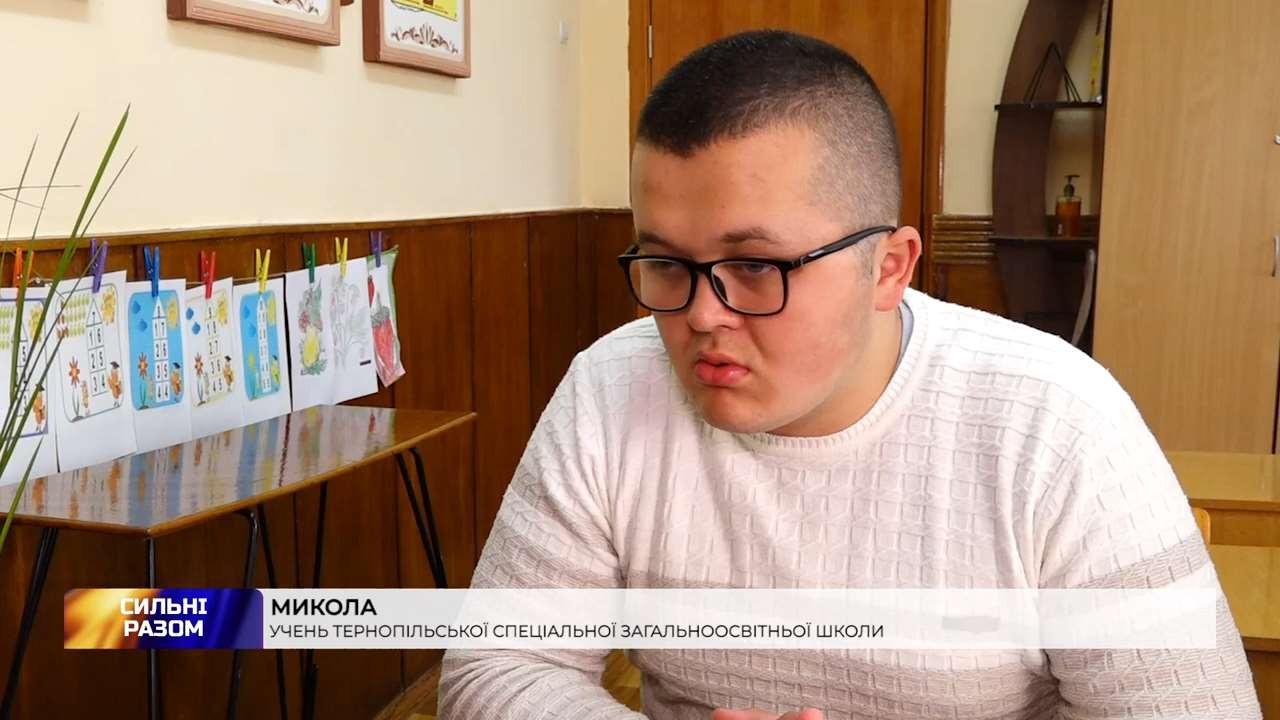 СИЛЬНІ
РАЗОМ
МИКОЛА
УЧЕНЬ ТЕРНОПІЛЬСЬКОЇ СПЕЦІАЛЬНОЇ ЗАГАЛЬНООСВІТНЬОЇ ШКОЛИ